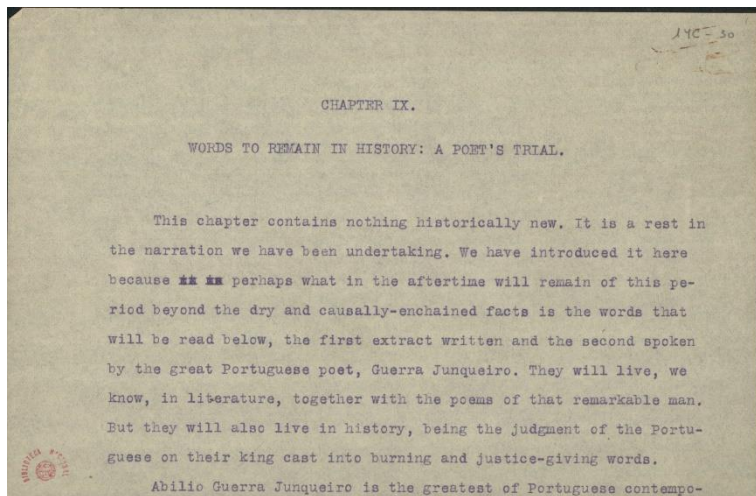 14C-50
CHAPTER IX.
WORDS TO REMAIN IN HISTORY: A POET'S TRIAL.
This chapter contains nothing historically new. It is a rest in
the narration we have been undertaking. We have introduced it here
because perhaps what in the aftertime will remain of this pe-
riod beyond the dry and causally-enchained facts is the words that
will be read below, the first extract written and the second spoken
by the great Portuguese poet, Guerra Junqueiro. They will live, we
know, in literature, together with the poems of that remarkable man.
But they will also live in history, being the judgment of the Portu-
guese on their king cast into burning and justice-giving words.
Abilio Guerra Junqueiro is the greatest of Portuguese contempo-